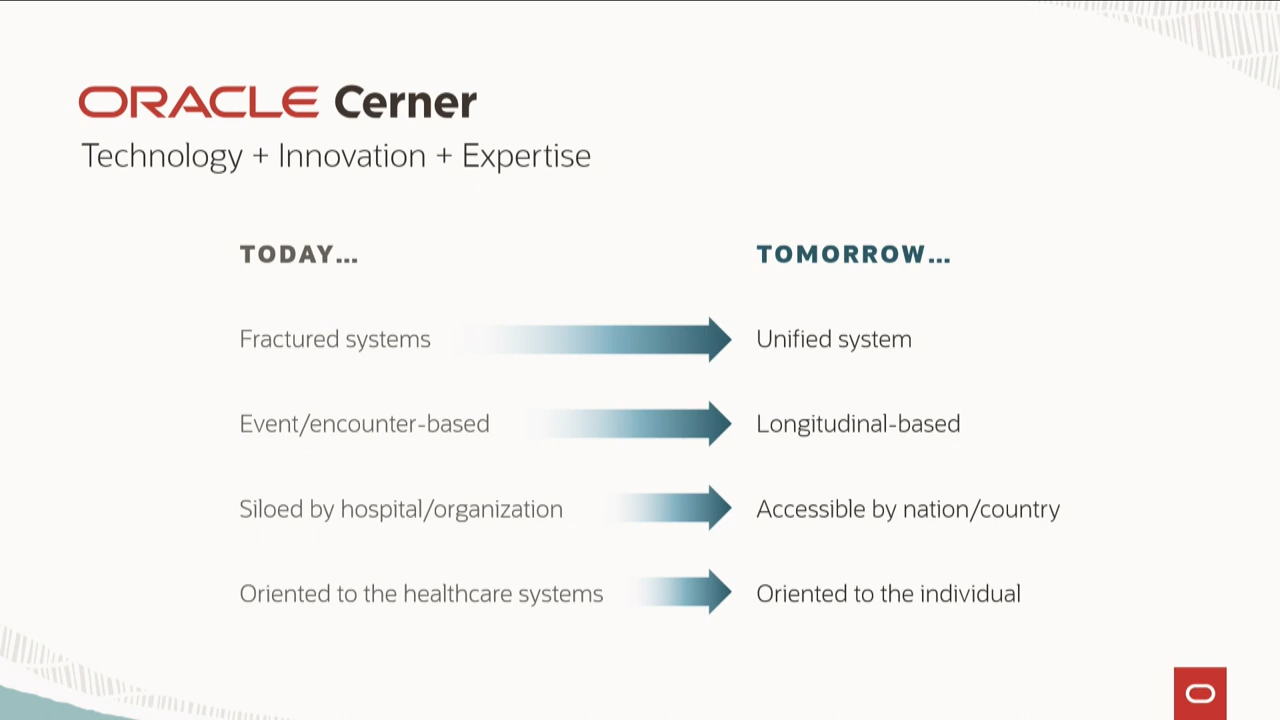 ORACLE Cerner
Technology + Innovation + Expertise
TODAY...
TOMORROW...
Fractured systems
Unified system
Event/encounter-based
Longitudinal-based
Siloed by hospital/organization
Accessible by nation/country
Oriented to the healthcare systems
Oriented to the individual